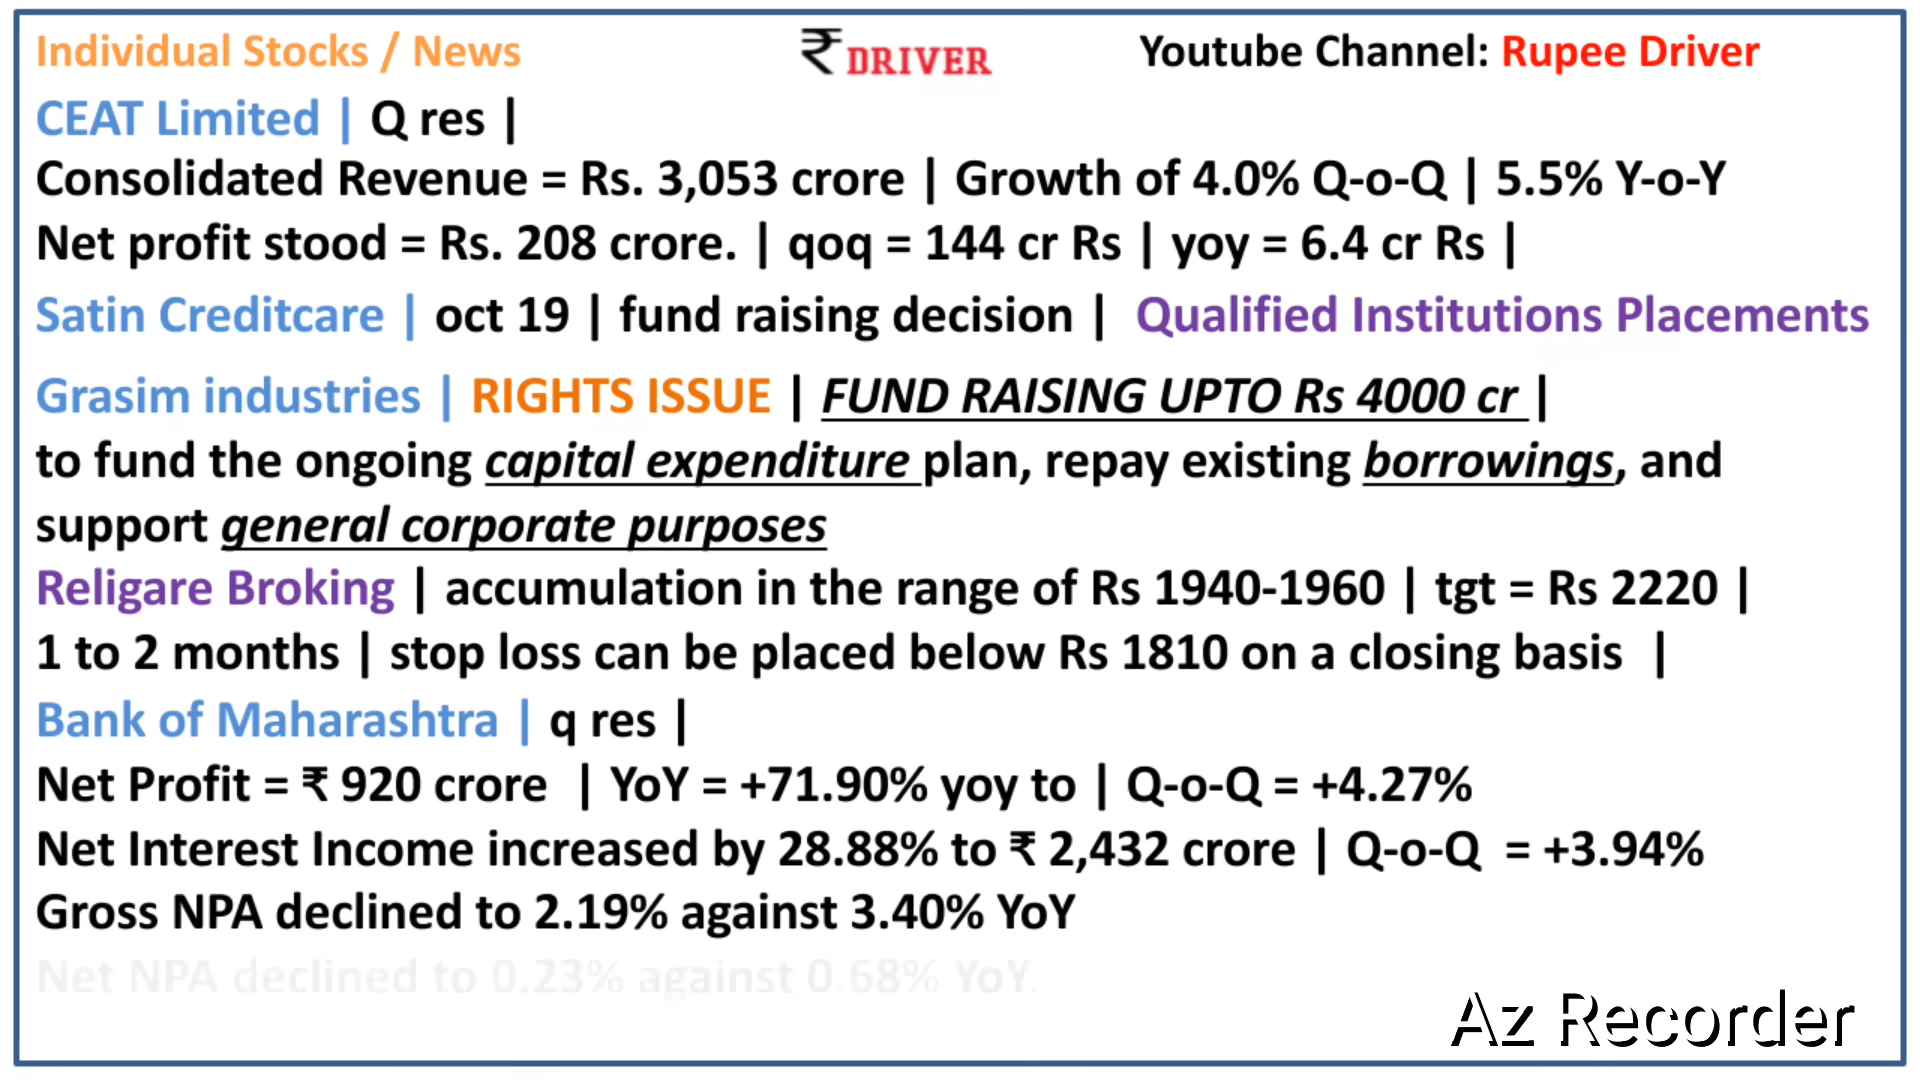 Individual Stocks / News ₹ DRIVER Youtube Channel: Rupee Driver
CEAT Limited | Q res |
Consolidated Revenue = Rs. 3,053 crore | Growth of 4.0% Q-o-Q | 5.5% Y-o-Y
Net profit stood = Rs. 208 crore. | qoq = 144 cr Rs | yoy = 6.4 cr Rs |
Satin Creditcare | oct 19 | fund raising decision | Qualified Institutions Placements
Grasim industries | RIGHTS ISSUE | FUND RAISING UPTO Rs 4000 cr |
to fund the ongoing capital expenditure plan, repay existing borrowings, and
support general corporate purposes
Religare Broking | accumulation in the range of Rs 1940-1960 | tgt = Rs 2220 |
1 to 2 months | stop loss can be placed below Rs 1810 on a closing basis |
Bank of Maharashtra | q res |
Net Profit = ₹ 920 crore | YoY = +71.90% yoy to | Q-o-Q = +4.27%
Net Interest Income increased by 28.88% to ₹ 2,432 crore | Q-o-Q = +3.94%
Gross NPA declined to 2.19% against 3.40% YoY
Net NPA declined to 0.23% against 0.68% YoY.
Az Recorder